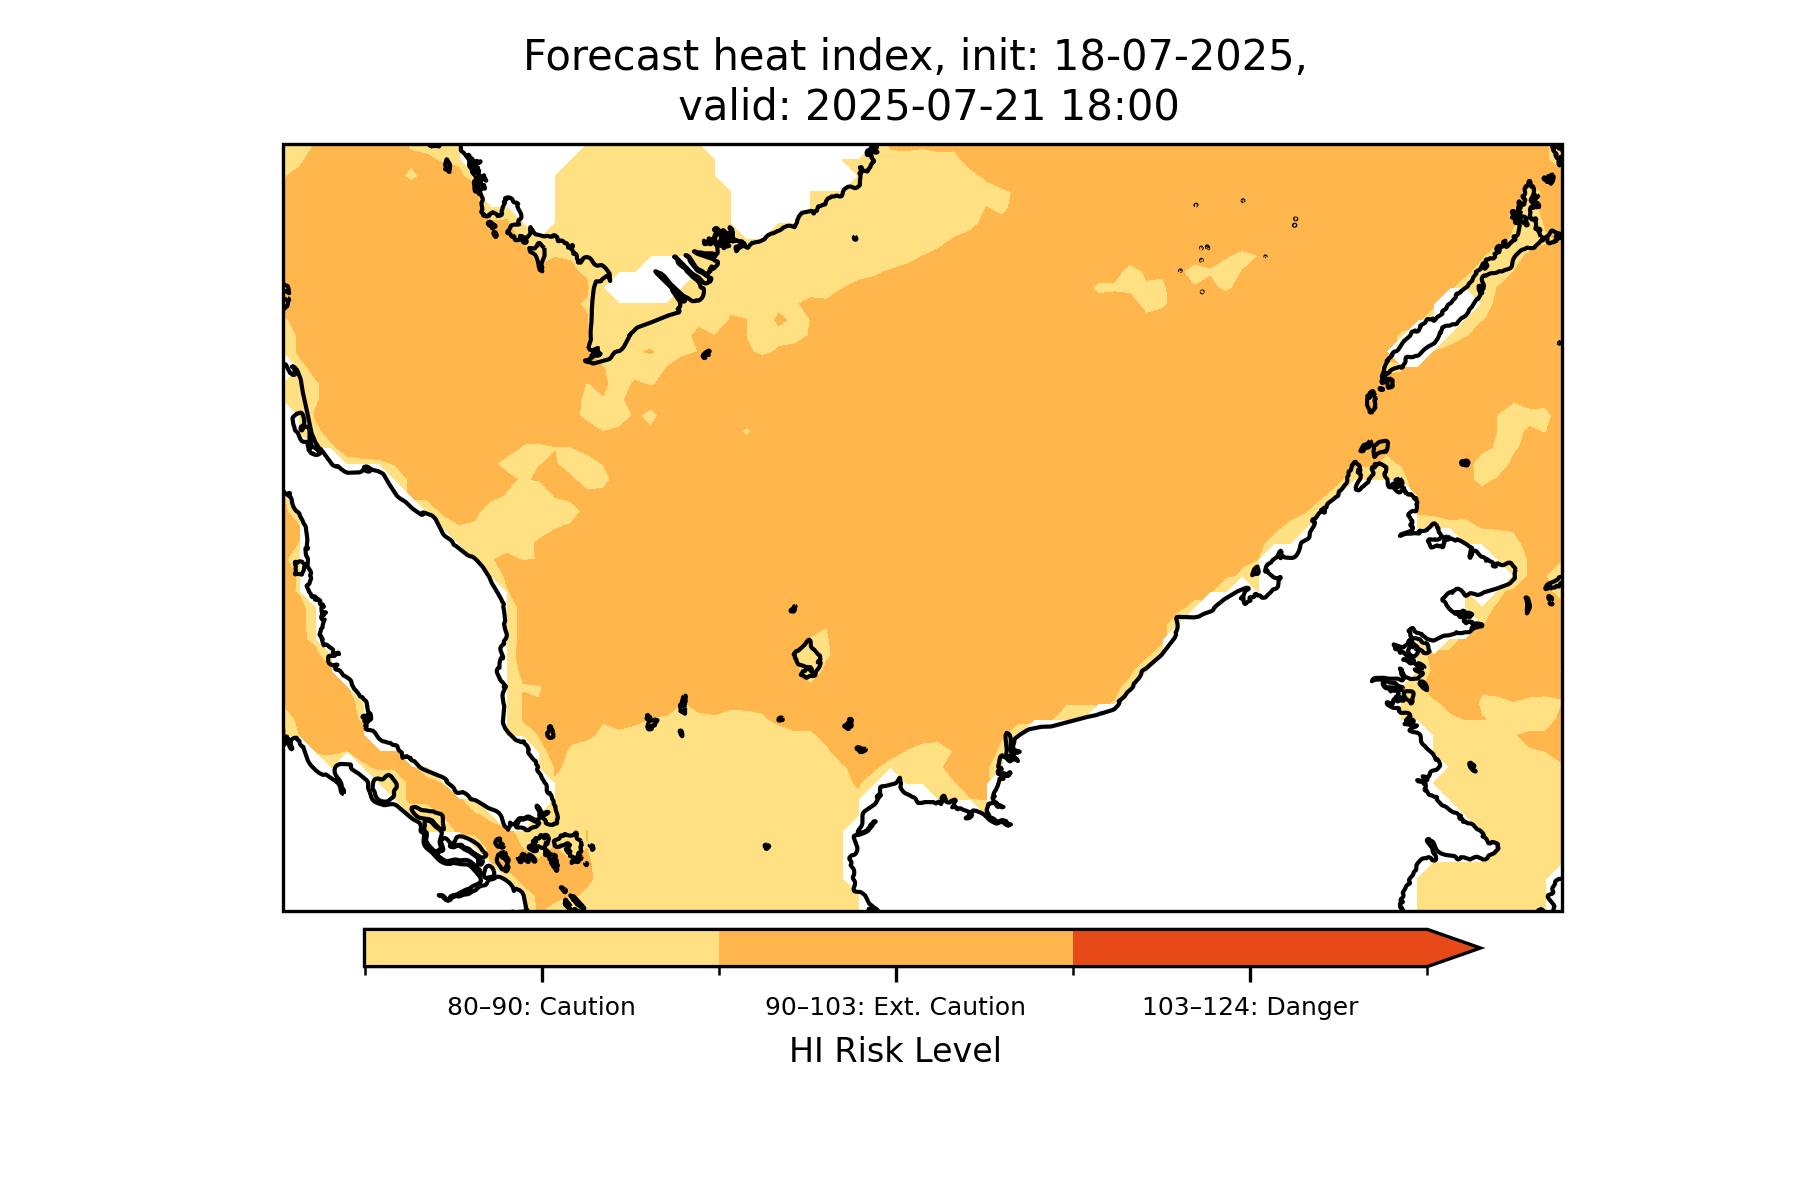 Forecast heat index, init: 18-07-2025,
valid: 2025-07-21 18:00
80–90: Caution
90–103: Ext. Caution
103–124: Danger
HI Risk Level